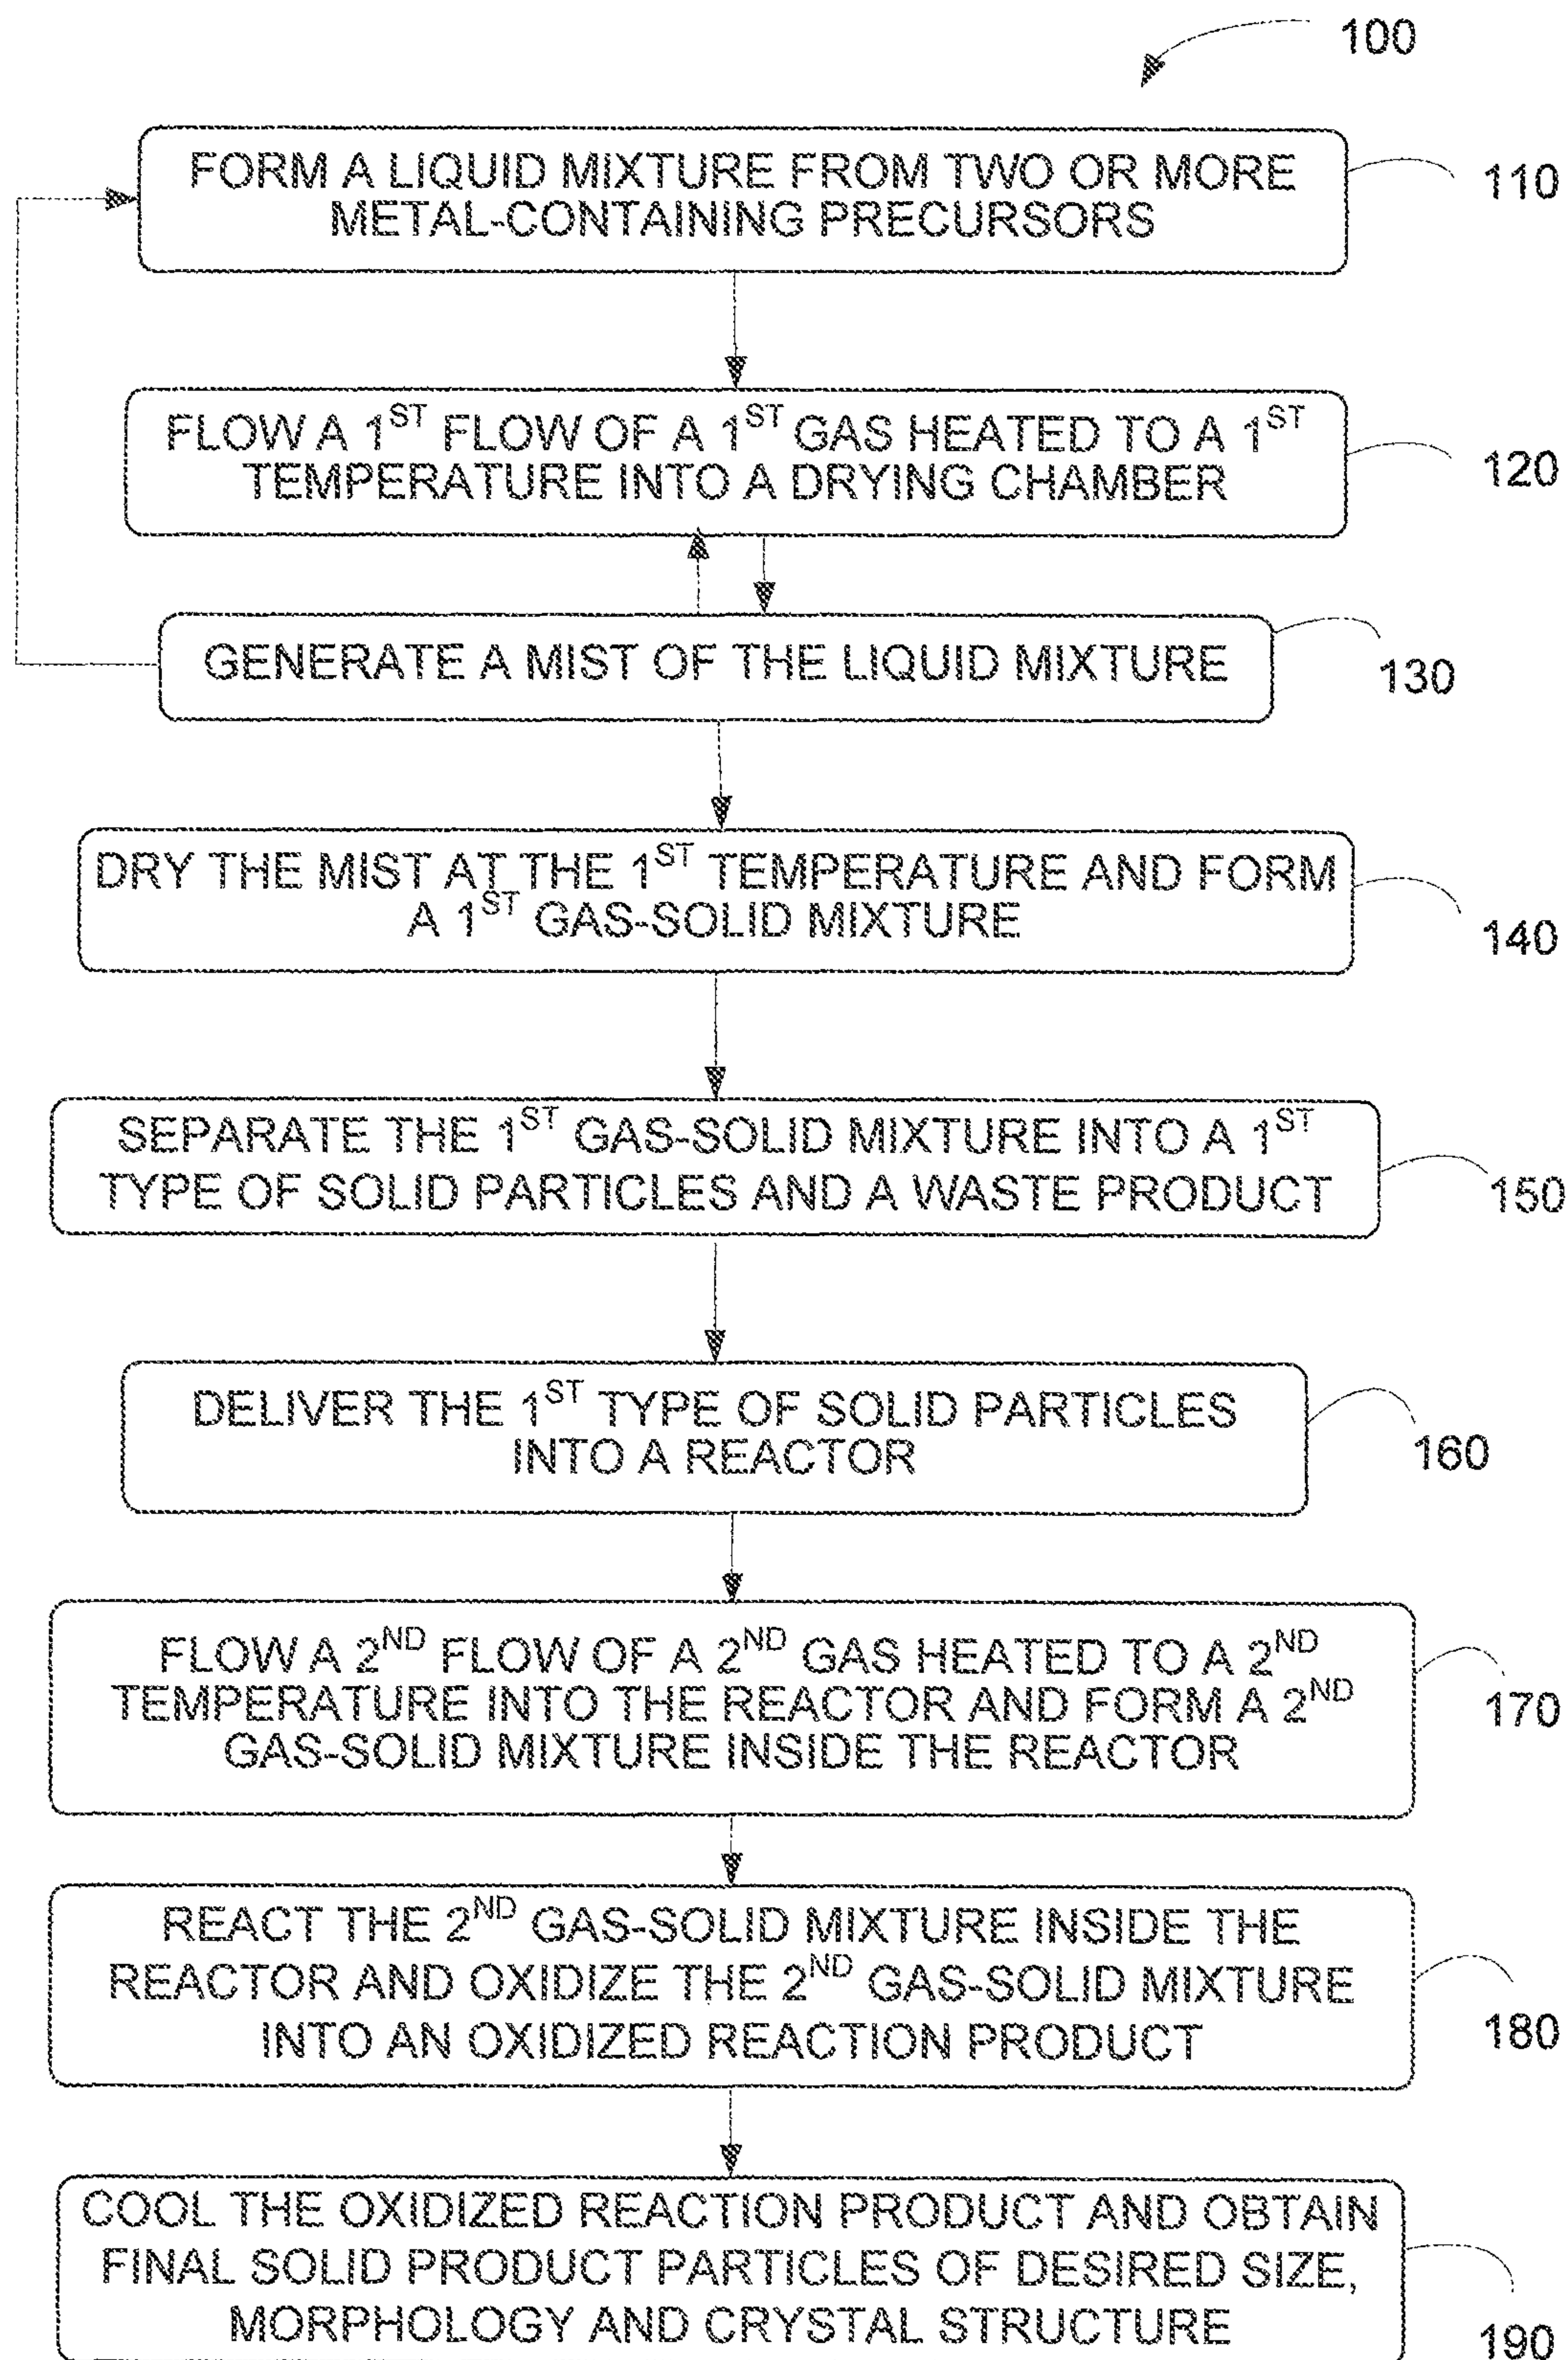 100
FORM A LIQUID MIXTURE FROM TWO OR MORE
METAL-CONTAINING PRECURSORS
110
FLOW A 1ST FLOW OF A 1ST GAS HEATED TO A 1ST
TEMPERATURE INTO A DRYING CHAMBER
120
GENERATE A MIST OF THE LIQUID MIXTURE
130
DRY THE MIST AT THE 1ST TEMPERATURE AND FORM
A 1ST GAS-SOLID MIXTURE
140
SEPARATE THE 1ST GAS-SOLID MIXTURE INTO A 1ST
TYPE OF SOLID PARTICLES AND A WASTE PRODUCT
150
DELIVER THE 1ST TYPE OF SOLID PARTICLES
INTO A REACTOR
160
FLOW A 2ND FLOW OF A 2ND GAS HEATED TO A 2ND
TEMPERATURE INTO THE REACTOR AND FORM A 2ND
GAS-SOLID MIXTURE INSIDE THE REACTOR
170
REACT THE 2ND GAS-SOLID MIXTURE INSIDE THE
REACTOR AND OXIDIZE THE 2ND GAS-SOLID MIXTURE
INTO AN OXIDIZED REACTION PRODUCT
180
COOL THE OXIDIZED REACTION PRODUCT AND OBTAIN
FINAL SOLID PRODUCT PARTICLES OF DESIRED SIZE,
MORPHOLOGY AND CRYSTAL STRUCTURE
190